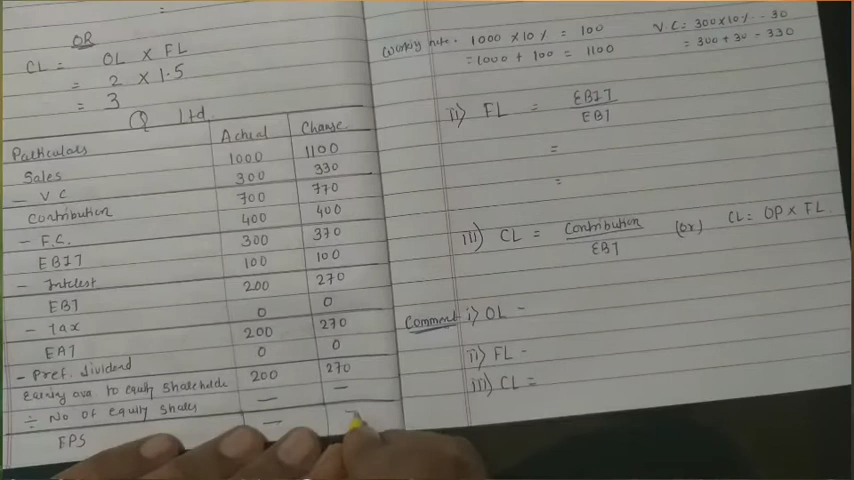 =
OR
CL = OL X FL
= 2 X 1.5
= 3
Q Ltd.
Particulars Actual Change
Sales 1000 1100
- V C 300 330
Contribution 700 770
- F.C. 400 400
EBIT 300 370
- Interest 100 100
EBT 200 270
- Tax 0 0
EAT 200 270
- Pref. dividend 0 0
Earning ava. to equity shareholde 200 270
÷ No of equity shares — —
EPS —
Working note. 1000 X10 % = 100
= 1000 + 100 = 1100
V.C = 300 X10 %. = 30
= 300 + 30 = 330
ii) FL = EBIT
EBT
=
=
iii) CL = Contribution (or) CL = OP X FL.
EBT
Comment i) OL -
ii) FL -
iii) CL =